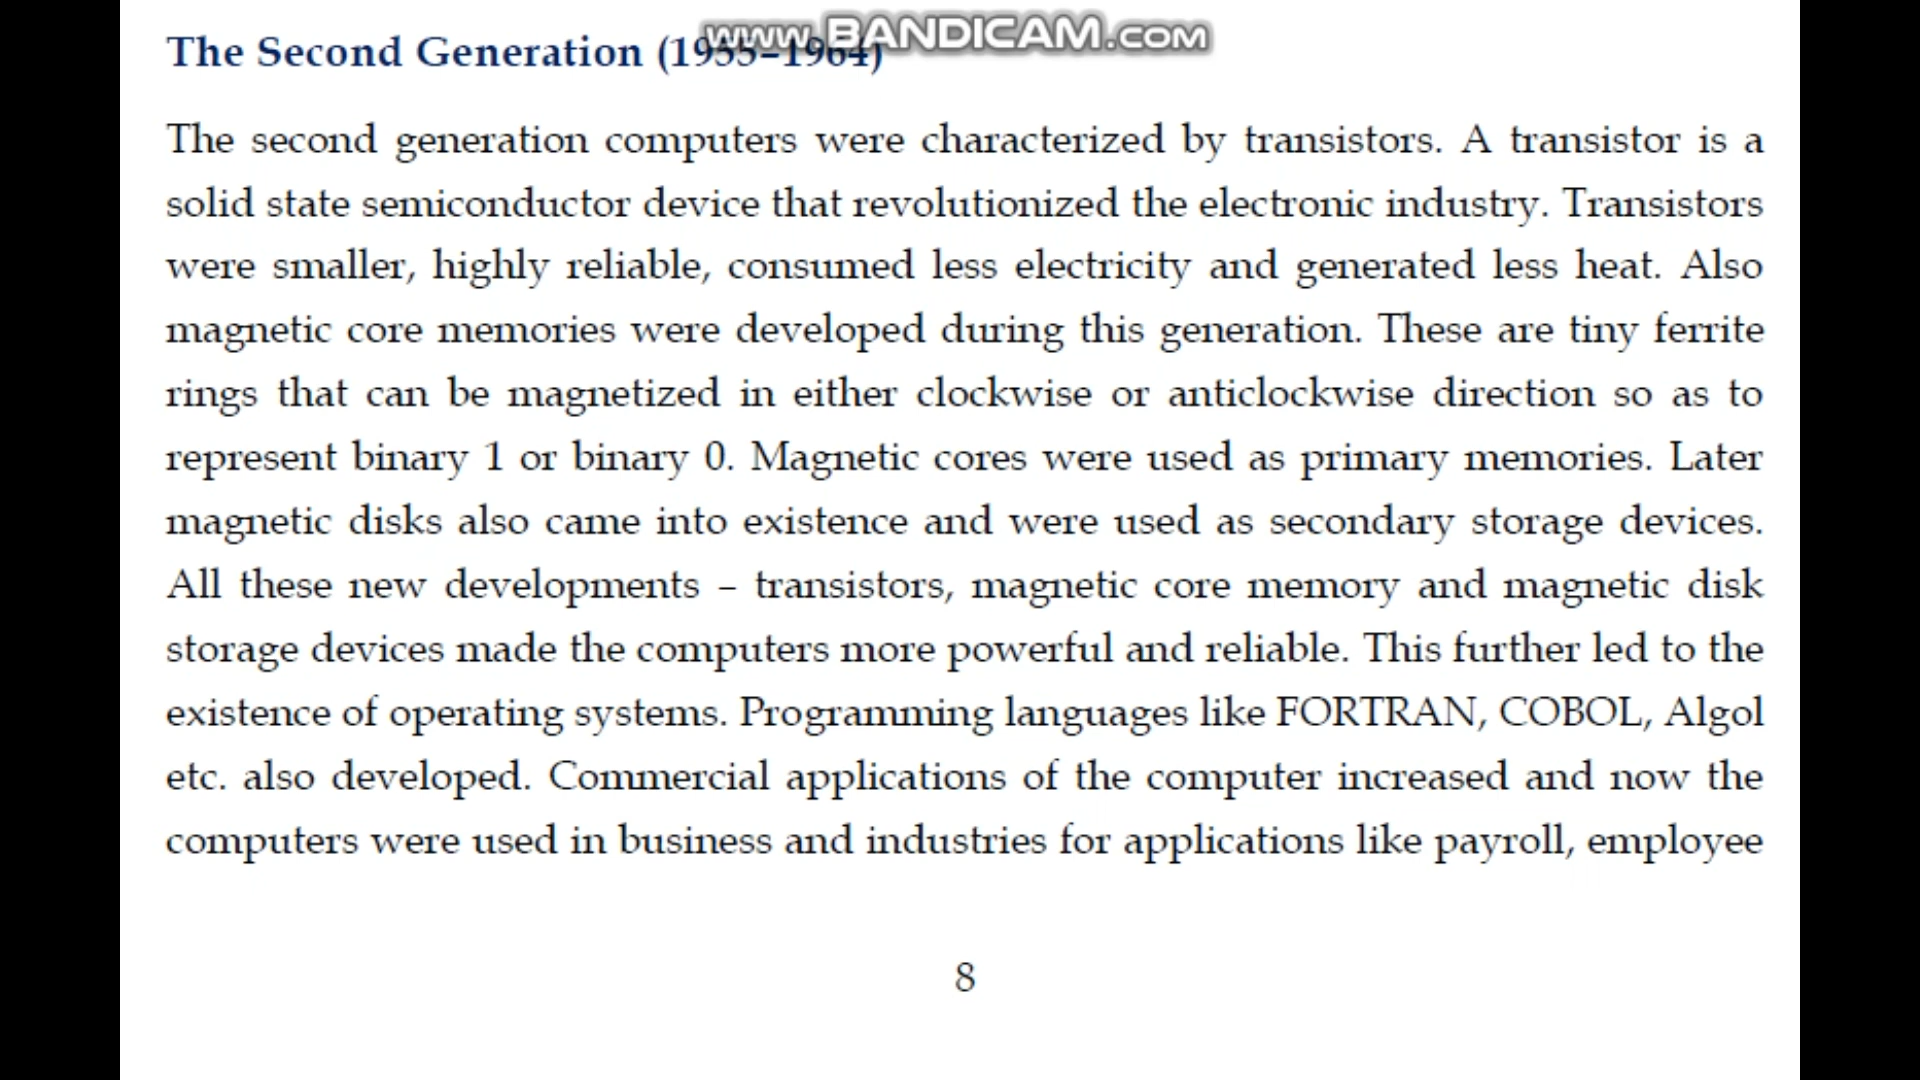 www.BANDICAM.com
The Second Generation (1955–1964)
The second generation computers were characterized by transistors. A transistor is a
solid state semiconductor device that revolutionized the electronic industry. Transistors
were smaller, highly reliable, consumed less electricity and generated less heat. Also
magnetic core memories were developed during this generation. These are tiny ferrite
rings that can be magnetized in either clockwise or anticlockwise direction so as to
represent binary 1 or binary 0. Magnetic cores were used as primary memories. Later
magnetic disks also came into existence and were used as secondary storage devices.
All these new developments – transistors, magnetic core memory and magnetic disk
storage devices made the computers more powerful and reliable. This further led to the
existence of operating systems. Programming languages like FORTRAN, COBOL, Algol
etc. also developed. Commercial applications of the computer increased and now the
computers were used in business and industries for applications like payroll, employee
8